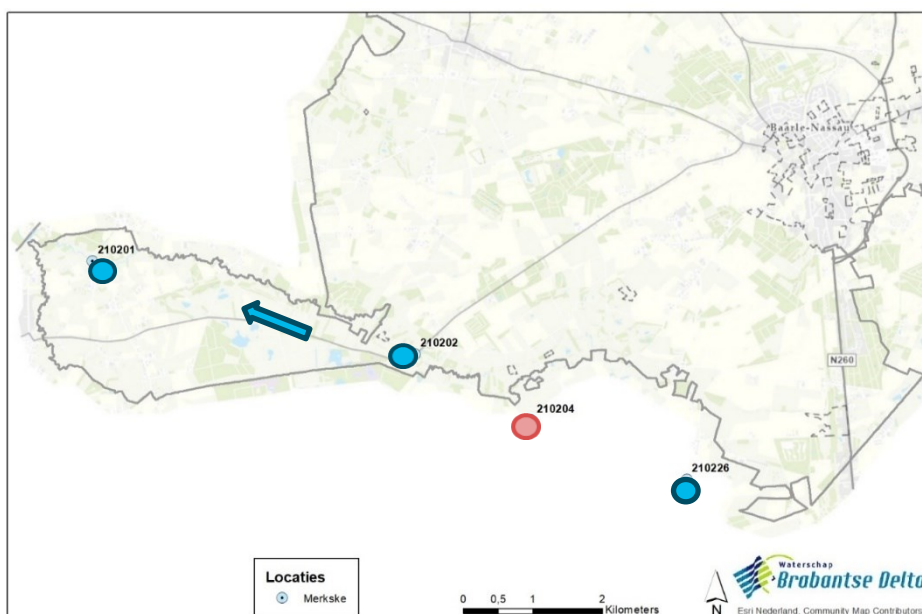 Baarle-Nassau
210201
210202
N260
210204
210226
Locaties
Merkske
0 0,5 1 2
Kilometers
N
Waterschap
Brabantse Delta
Esri Nederland, Community Map Contributors